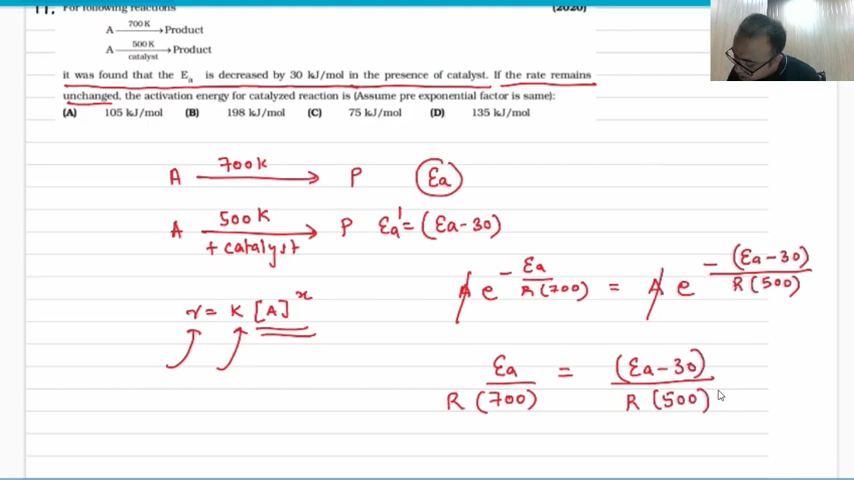 11. For following reactions (2020)
A 700 K → Product
A 500 K catalyst → Product
it was found that the Ea is decreased by 30 kJ/mol in the presence of catalyst. If the rate remains
unchanged, the activation energy for catalyzed reaction is (Assume pre exponential factor is same):
(A) 105 kJ/mol (B) 198 kJ/mol (C) 75 kJ/mol (D) 135 kJ/mol
A 700K → P Ea
A 500K + catalyst → P Ea' = (Ea-30)
A e^(-Ea/R(700)) = A e^(-(Ea-30)/R(500))
r = K [A]^x
Ea/R(700) = (Ea-30)/R(500)